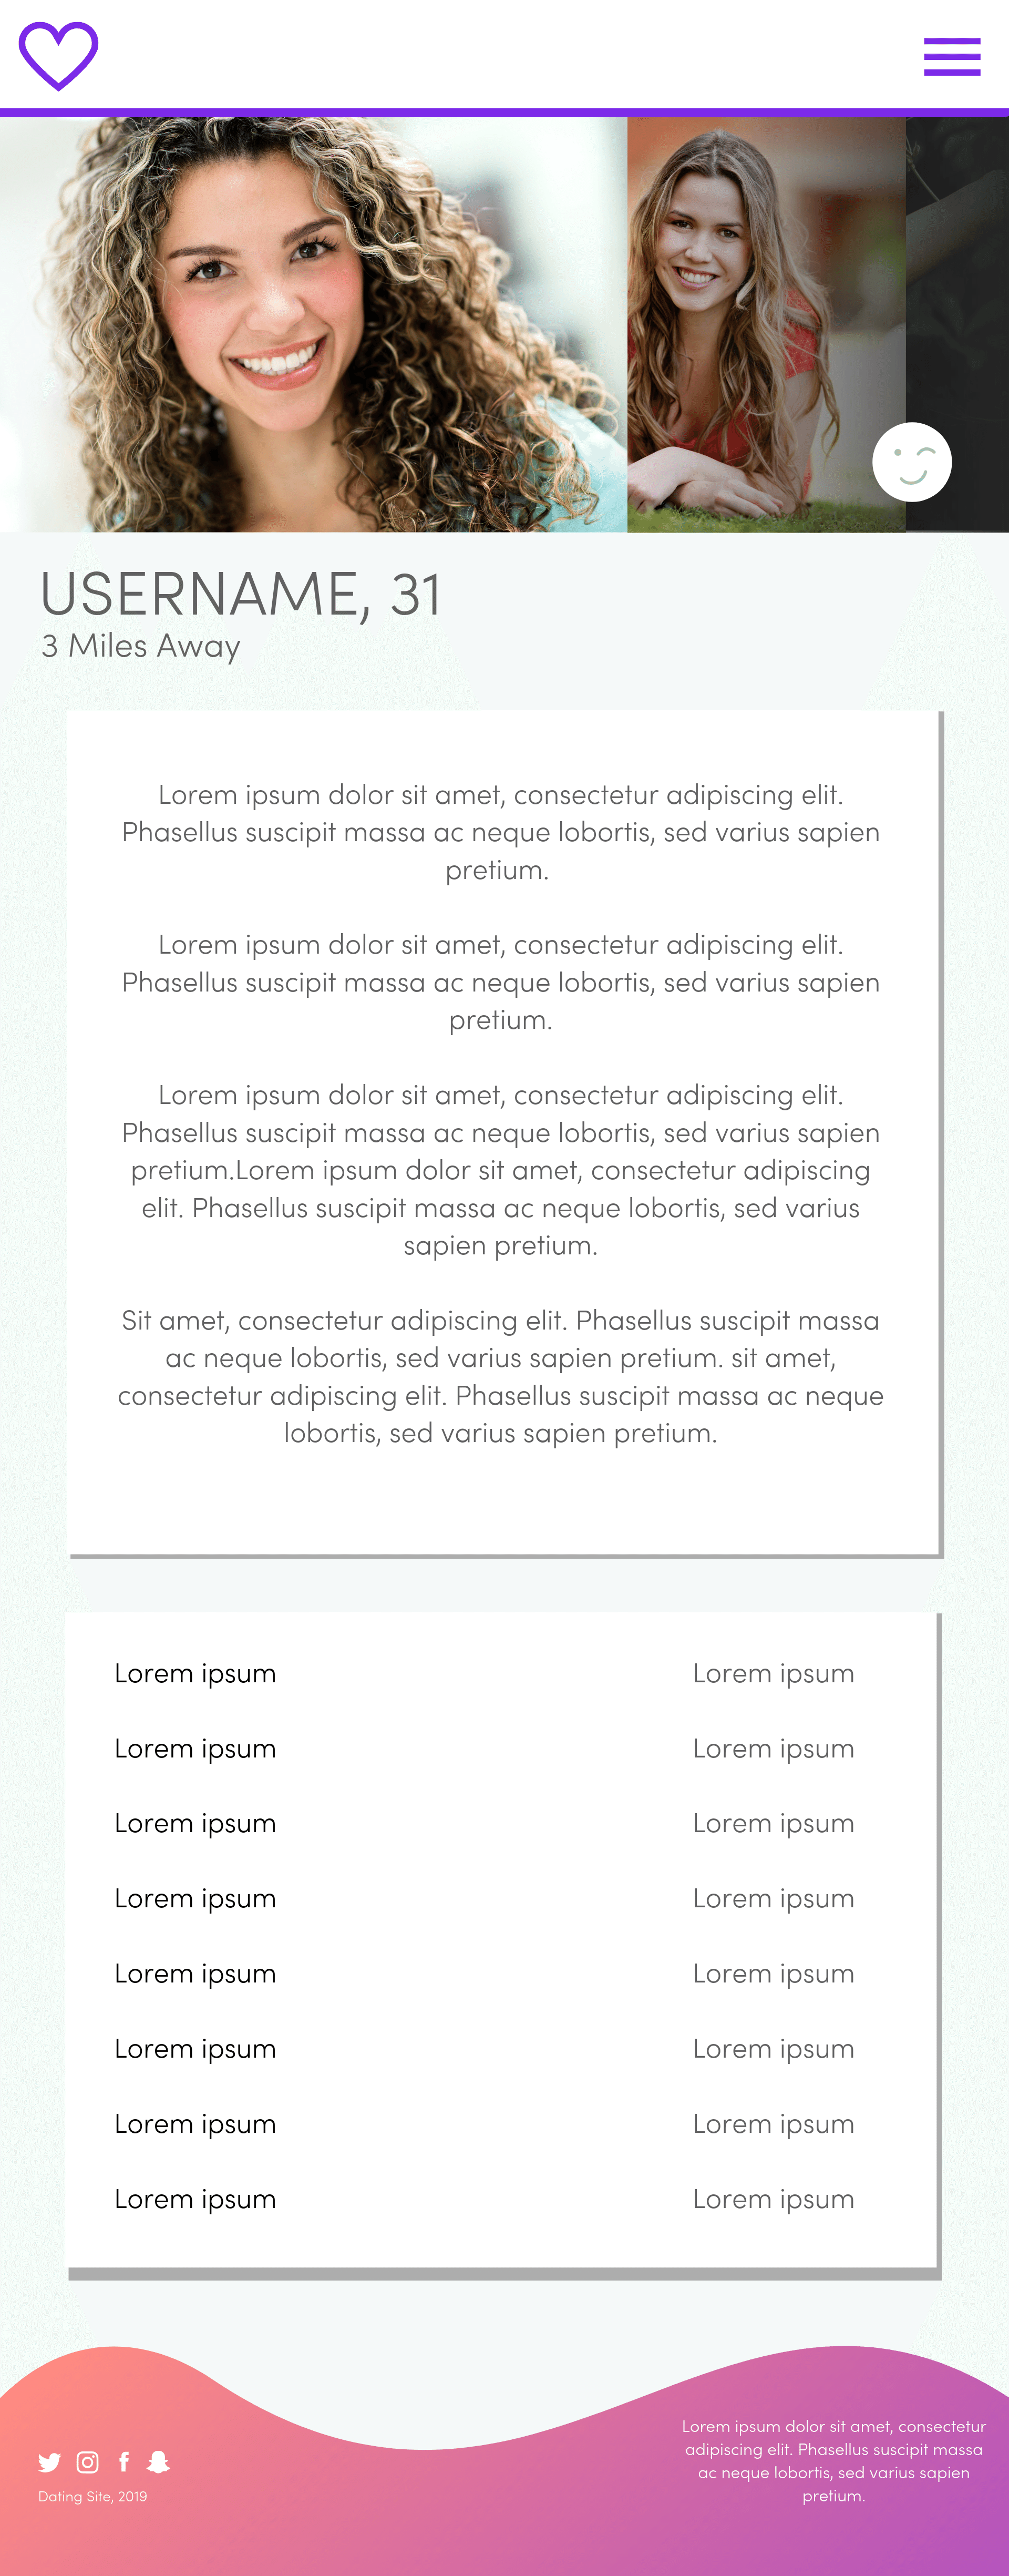 USERNAME, 31
3 Miles Away
Lorem ipsum dolor sit amet, consectetur adipiscing elit.
Phasellus suscipit massa ac neque lobortis, sed varius sapien
pretium.
Lorem ipsum dolor sit amet, consectetur adipiscing elit.
Phasellus suscipit massa ac neque lobortis, sed varius sapien
pretium.
Lorem ipsum dolor sit amet, consectetur adipiscing elit.
Phasellus suscipit massa ac neque lobortis, sed varius sapien
pretium.Lorem ipsum dolor sit amet, consectetur adipiscing
elit. Phasellus suscipit massa ac neque lobortis, sed varius
sapien pretium.
Sit amet, consectetur adipiscing elit. Phasellus suscipit massa
ac neque lobortis, sed varius sapien pretium. sit amet,
consectetur adipiscing elit. Phasellus suscipit massa ac neque
lobortis, sed varius sapien pretium.
Lorem ipsum Lorem ipsum
Lorem ipsum Lorem ipsum
Lorem ipsum Lorem ipsum
Lorem ipsum Lorem ipsum
Lorem ipsum Lorem ipsum
Lorem ipsum Lorem ipsum
Lorem ipsum Lorem ipsum
Lorem ipsum Lorem ipsum
Dating Site, 2019
Lorem ipsum dolor sit amet, consectetur
adipiscing elit. Phasellus suscipit massa
ac neque lobortis, sed varius sapien
pretium.